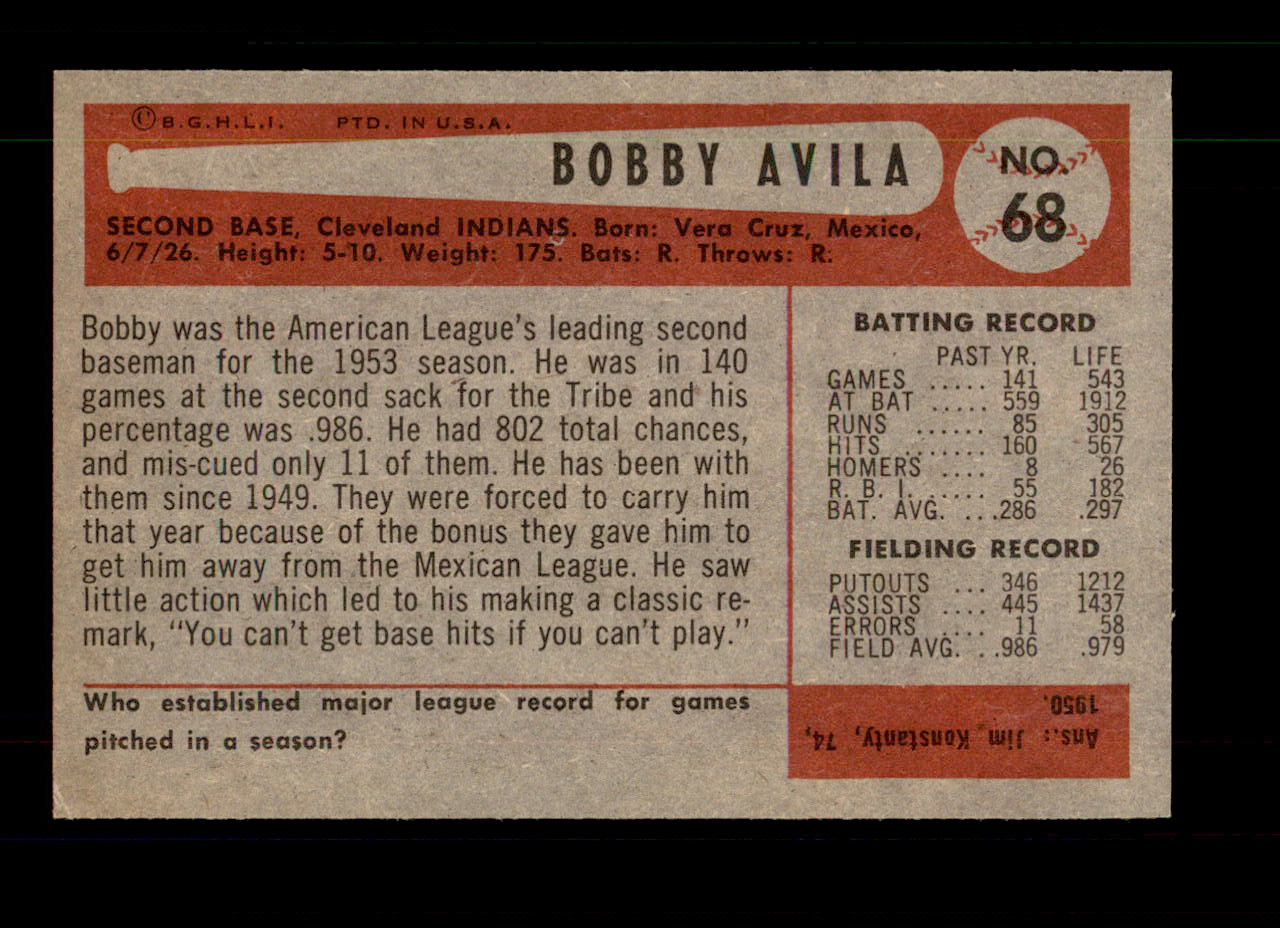 © B.G.H.L.I. PTD. IN U.S.A.
BOBBY AVILA
NO.
68
SECOND BASE, Cleveland INDIANS. Born: Vera Cruz, Mexico,
6/7/26. Height: 5-10. Weight: 175. Bats: R. Throws: R.
Bobby was the American League's leading second
baseman for the 1953 season. He was in 140
games at the second sack for the Tribe and his
percentage was .986. He had 802 total chances,
and mis-cued only 11 of them. He has been with
them since 1949. They were forced to carry him
that year because of the bonus they gave him to
get him away from the Mexican League. He saw
little action which led to his making a classic re-
mark, "You can't get base hits if you can't play."
BATTING RECORD
PAST YR. LIFE
GAMES ..... 141 543
AT BAT ..... 559 1912
RUNS ...... 85 305
HITS ....... 160 567
HOMERS .... 8 26
R. B. I. ...... 55 182
BAT. AVG. ...286 .297
FIELDING RECORD
PUTOUTS ... 346 1212
ASSISTS .... 445 1437
ERRORS .... 11 58
FIELD AVG. . .986 .979
Who established major league record for games
pitched in a season?
Ans.: Jim Konstanty, 74,
1950.